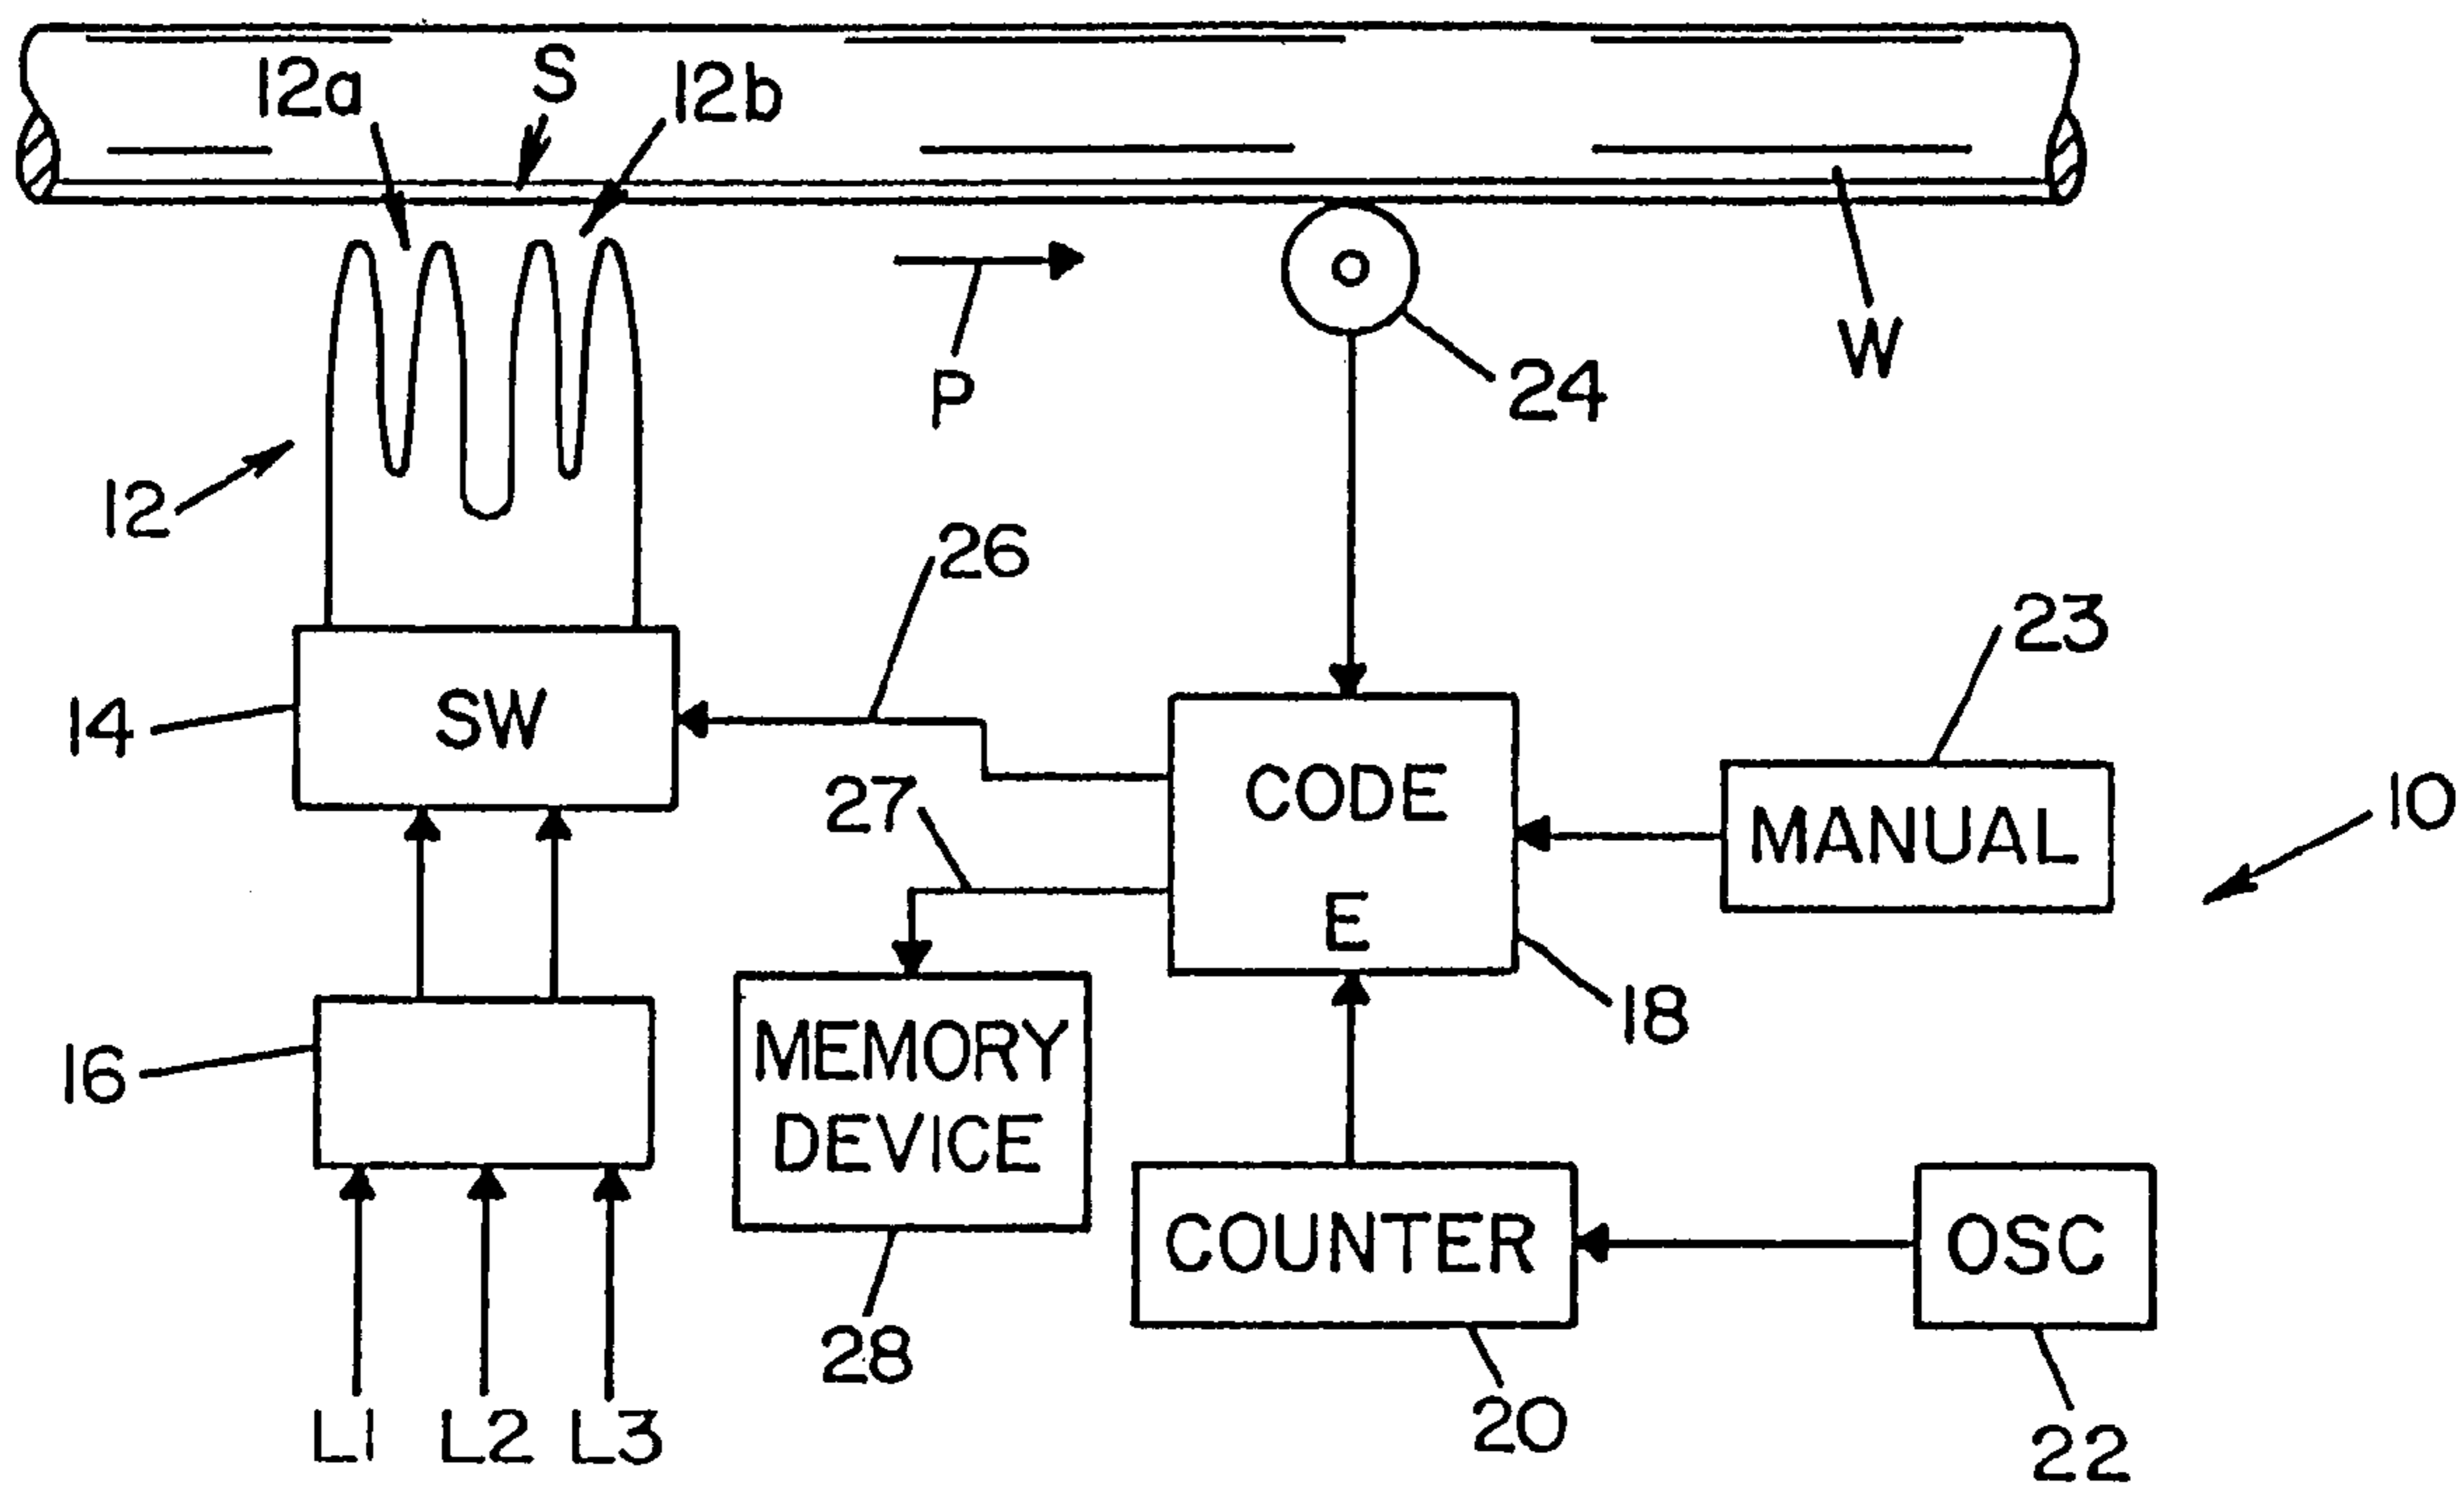 S
12a
12b
P
24
W
12
26
23
14
SW
27
CODE
MANUAL
10
E
18
16
MEMORY
DEVICE
COUNTER
OSC
28
L1 L2 L3
20
22